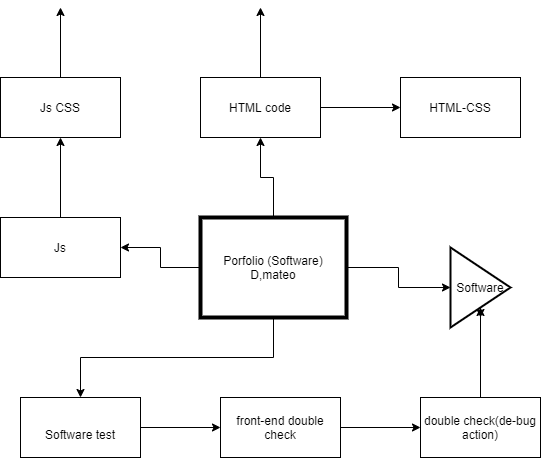 Js CSS
HTML code
HTML-CSS
Js
Porfolio (Software)
D,mateo
Software
Software test
front-end double
check
double check(de-bug
action)